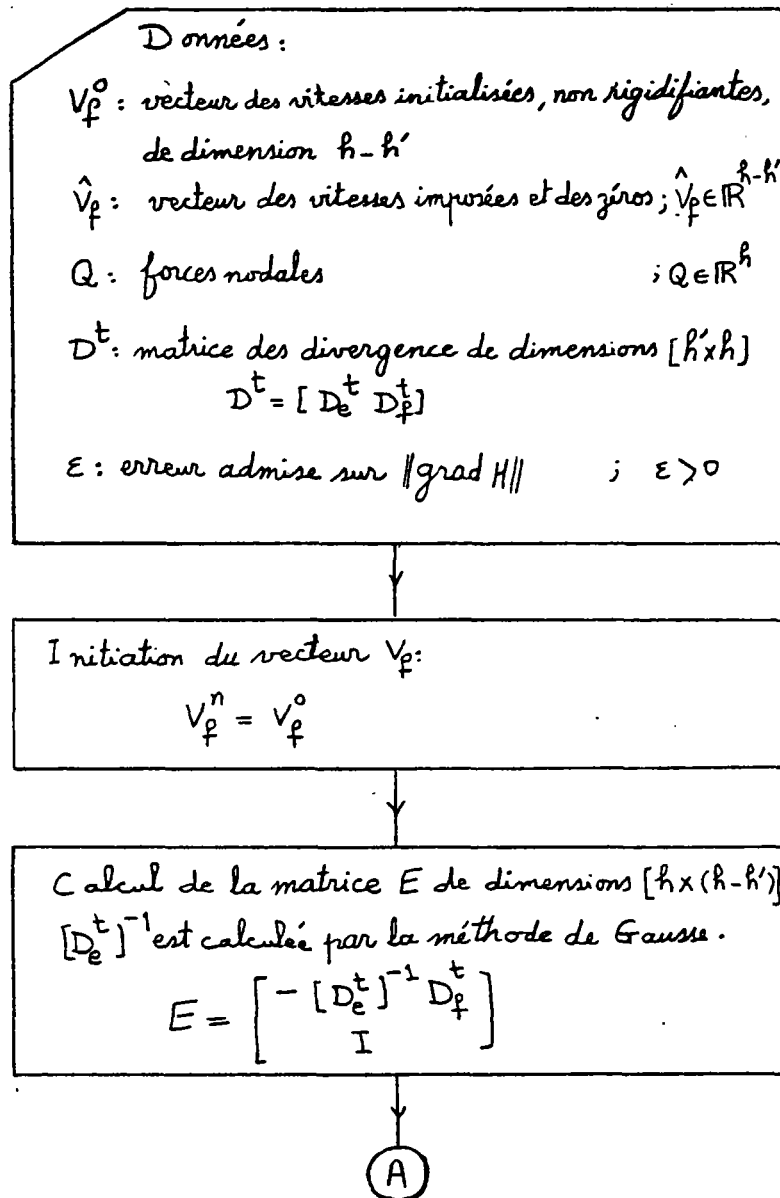 Données :
V_f^o : vecteur des vitesses initialisées, non rigidifiantes,
de dimension h-h'
V̂_f : vecteur des vitesses imposées et des zéros ; V̂_f ∈ ℝ^{h-h'}
Q : forces nodales ; Q ∈ ℝ^h
D^t : matrice des divergence de dimensions [h'×h]
D^t = [ D_e^t D_f^t ]
ε : erreur admise sur ‖grad H‖ ; ε > 0
Initiation du vecteur V_f :
V_f^n = V_f^o
Calcul de la matrice E de dimensions [h×(h-h')]
[D_e^t]^{-1} est calculée par la méthode de Gausse.
E = [ - [D_e^t]^{-1} D_f^t
I ]
A